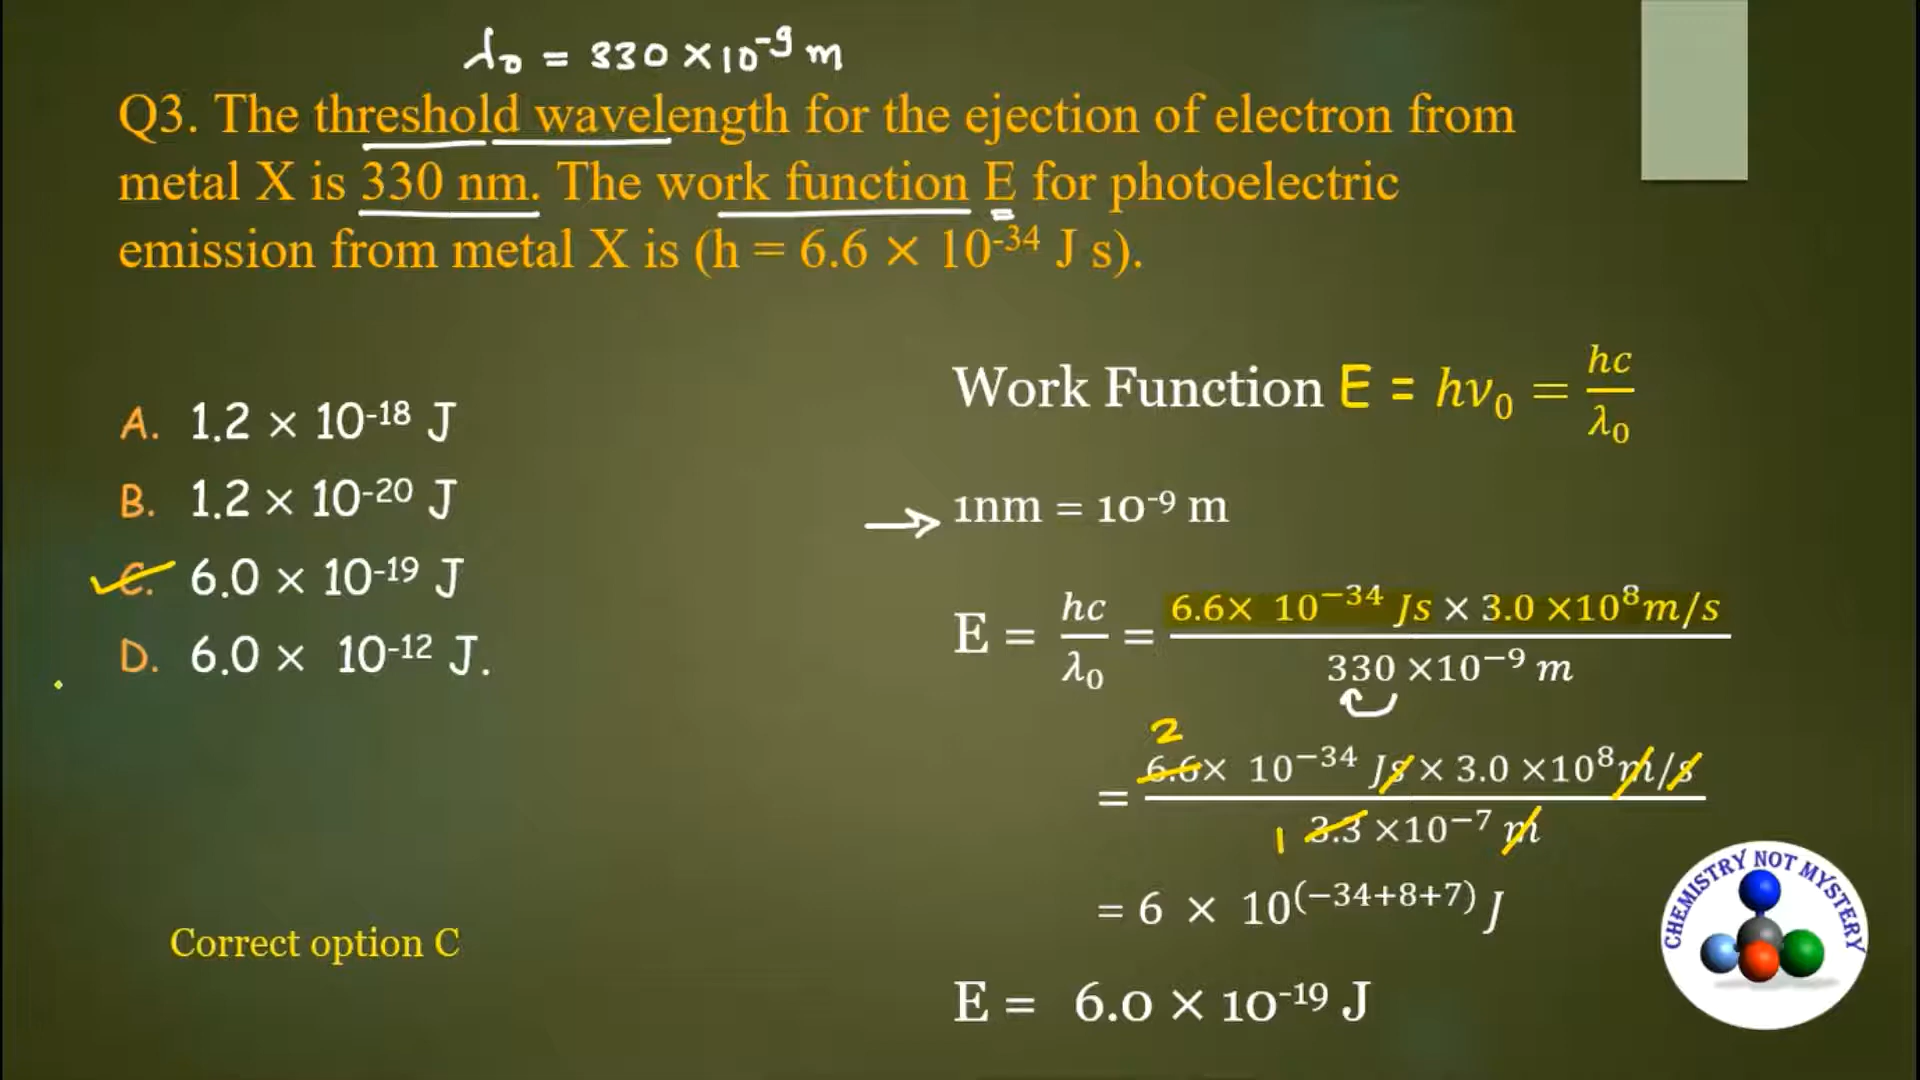 λ₀ = 330 × 10⁻⁹ m
Q3. The threshold wavelength for the ejection of electron from
metal X is 330 nm. The work function E for photoelectric
emission from metal X is (h = 6.6 × 10⁻³⁴ J s).
A. 1.2 × 10⁻¹⁸ J
B. 1.2 × 10⁻²⁰ J
C. 6.0 × 10⁻¹⁹ J
D. 6.0 × 10⁻¹² J.
Correct option C
Work Function E = hν₀ = hc/λ₀
1nm = 10⁻⁹ m
E = hc/λ₀ = 6.6× 10⁻³⁴ Js × 3.0 ×10⁸m/s
330 ×10⁻⁹ m
2
= 6.6× 10⁻³⁴ Js × 3.0 ×10⁸m/s
1 3.3 ×10⁻⁷ m
= 6 × 10⁽⁻³⁴⁺⁸⁺⁷⁾ J
E = 6.0 × 10⁻¹⁹ J
CHEMISTRY NOT MYSTERY